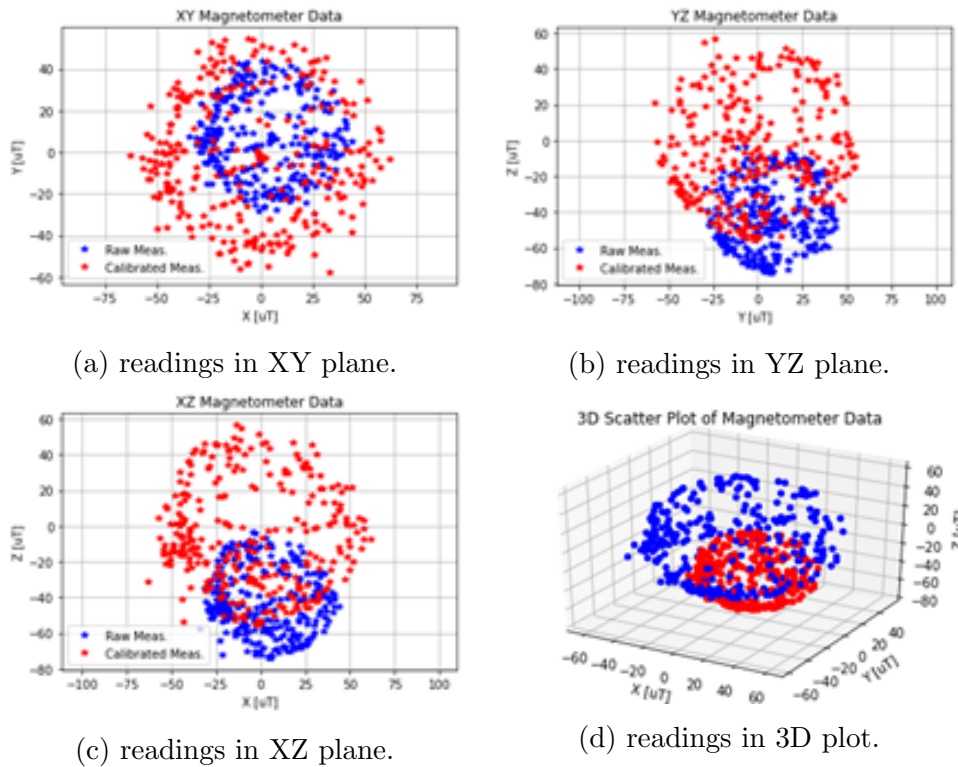 XY Magnetometer Data
40
20
0
−20
−40
−60
Y[uT]
Raw Meas.
Calibrated Meas.
−75 −50 −25 0 25 50 75
X [uT]
(a) readings in XY plane.
YZ Magnetometer Data
60
40
20
0
−20
−40
−60
−80
Z [uT]
Raw Meas.
Calibrated Meas.
−100 −75 −50 −25 0 25 50 75 100
Y [uT]
(b) readings in YZ plane.
XZ Magnetometer Data
60
40
20
0
−20
−40
−60
−80
Z [uT]
Raw Meas.
Calibrated Meas.
−100 −75 −50 −25 0 25 50 75 100
X [uT]
(c) readings in XZ plane.
3D Scatter Plot of Magnetometer Data
60
40
20
0
−20
−40
−60
−80
−60 −40 −20 0 20 40 60
X [uT]
−60 −40 −20 0 20 40
Y [uT]
(d) readings in 3D plot.